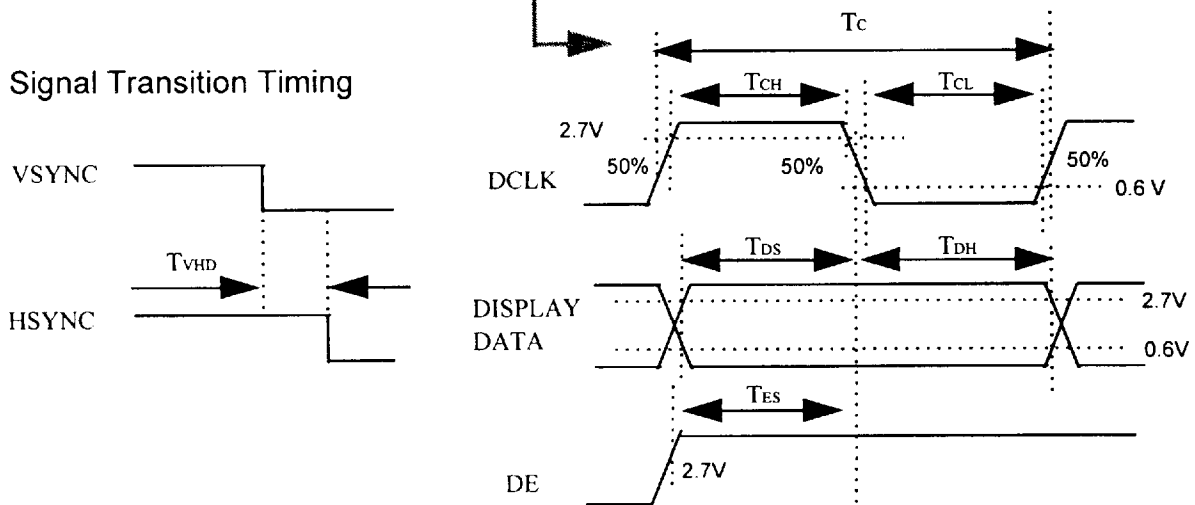 Signal Transition Timing
Tc
TCH
TCL
2.7V
VSYNC
50%
50%
50%
DCLK
0.6 V
TVHD
TDS
TDH
HSYNC
DISPLAY
DATA
2.7V
0.6V
TES
2.7V
DE